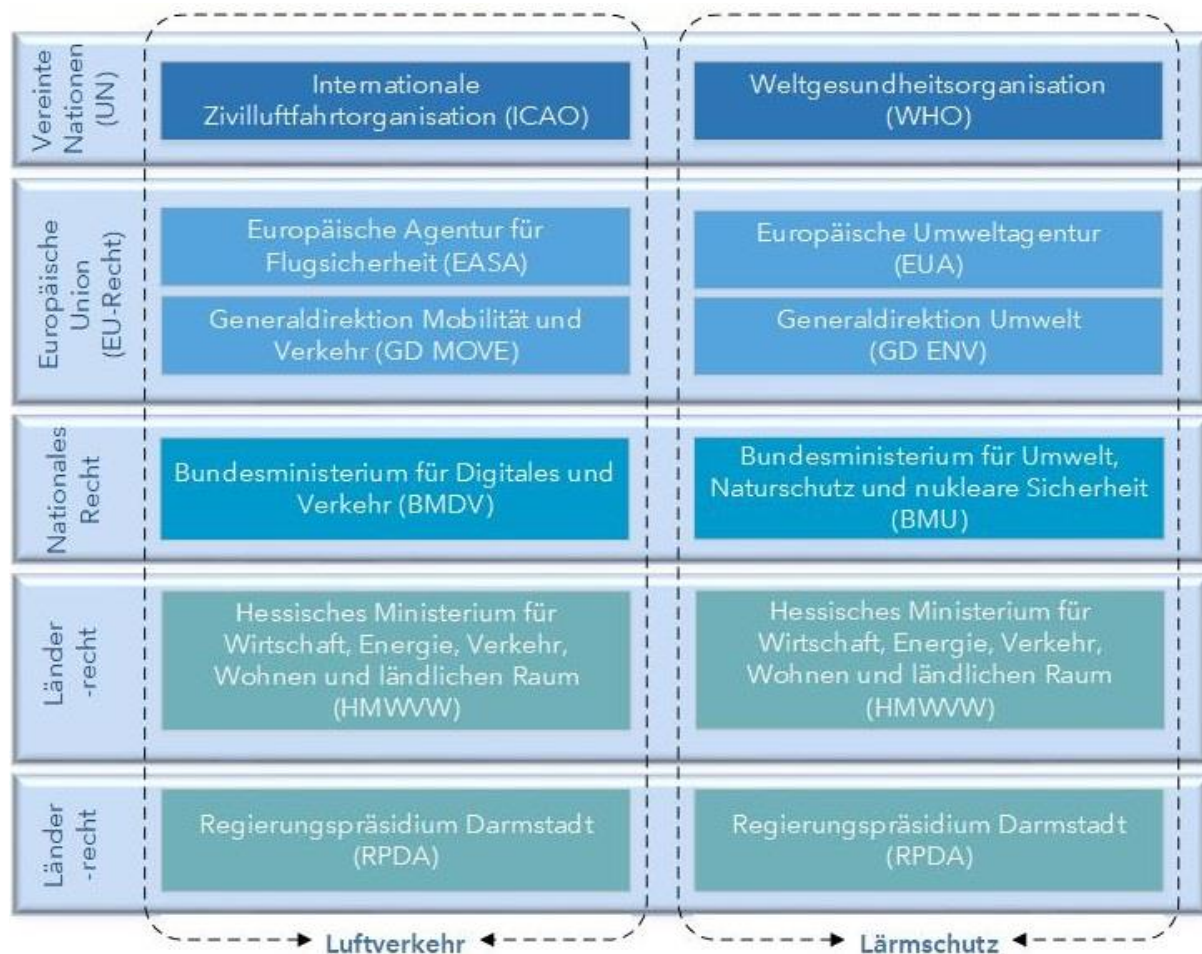 Vereinte
Nationen
(UN)
Internationale
Zivilluftfahrtorganisation (ICAO)
Weltgesundheitsorganisation
(WHO)
Europäische
Union
(EU-Recht)
Europäische Agentur für
Flugsicherheit (EASA)
Europäische Umweltagentur
(EUA)
Generaldirektion Mobilität und
Verkehr (GD MOVE)
Generaldirektion Umwelt
(GD ENV)
Nationales
Recht
Bundesministerium für Digitales und
Verkehr (BMDV)
Bundesministerium für Umwelt,
Naturschutz und nukleare Sicherheit
(BMU)
Länder
-recht
Hessisches Ministerium für
Wirtschaft, Energie, Verkehr,
Wohnen und ländlichen Raum
(HMWVW)
Hessisches Ministerium für
Wirtschaft, Energie, Verkehr,
Wohnen und ländlichen Raum
(HMWVW)
Länder
-recht
Regierungspräsidium Darmstadt
(RPDA)
Regierungspräsidium Darmstadt
(RPDA)
Luftverkehr
Lärmschutz